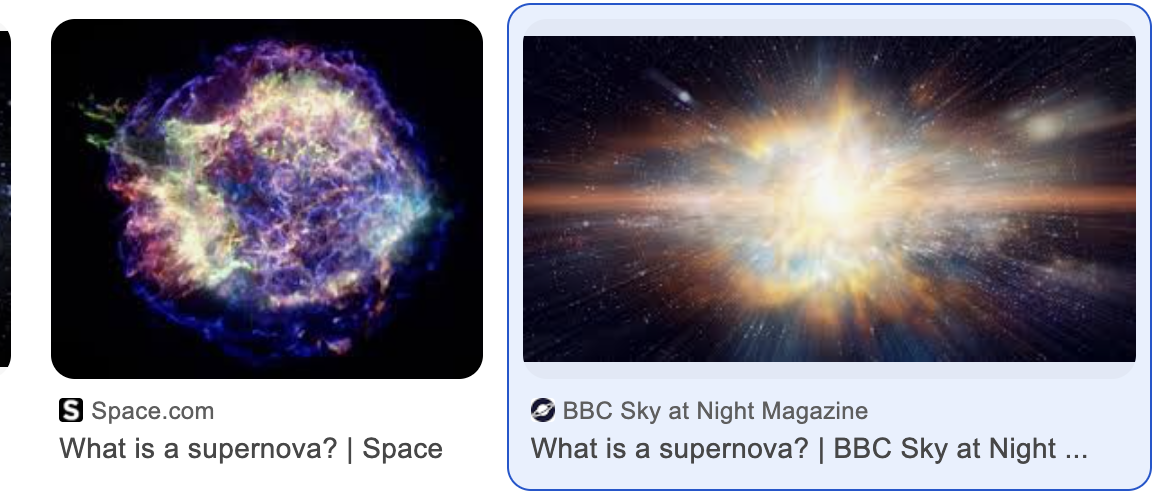 S Space.com
What is a supernova? | Space
BBC Sky at Night Magazine
What is a supernova? | BBC Sky at Night ...